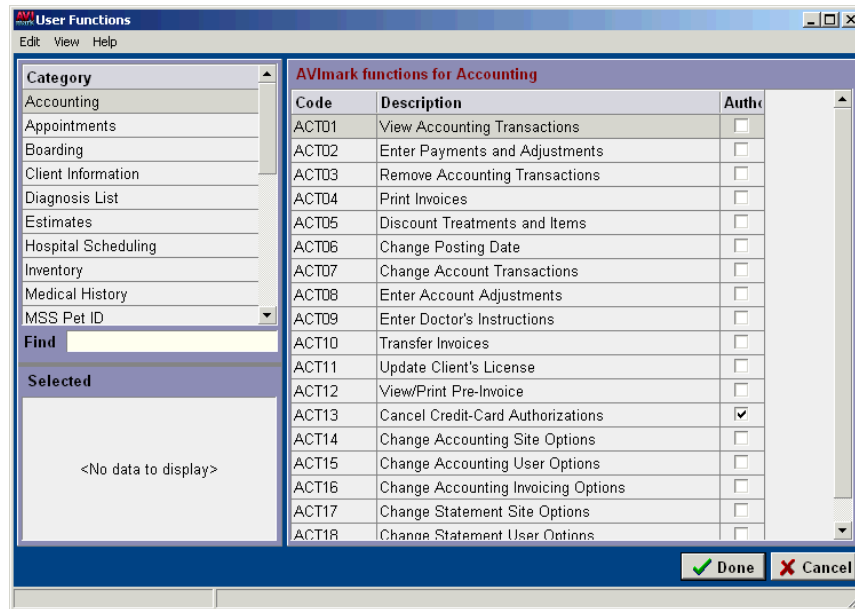 AVImark User Functions
Edit View Help
Category
Accounting
Appointments
Boarding
Client Information
Diagnosis List
Estimates
Hospital Scheduling
Inventory
Medical History
MSS Pet ID
Find
Selected
<No data to display>
AVImark functions for Accounting
Code Description Autho
ACT01 View Accounting Transactions
ACT02 Enter Payments and Adjustments
ACT03 Remove Accounting Transactions
ACT04 Print Invoices
ACT05 Discount Treatments and Items
ACT06 Change Posting Date
ACT07 Change Account Transactions
ACT08 Enter Account Adjustments
ACT09 Enter Doctor's Instructions
ACT10 Transfer Invoices
ACT11 Update Client's License
ACT12 View/Print Pre-Invoice
ACT13 Cancel Credit-Card Authorizations
ACT14 Change Accounting Site Options
ACT15 Change Accounting User Options
ACT16 Change Accounting Invoicing Options
ACT17 Change Statement Site Options
ACT18 Change Statement User Options
Done Cancel